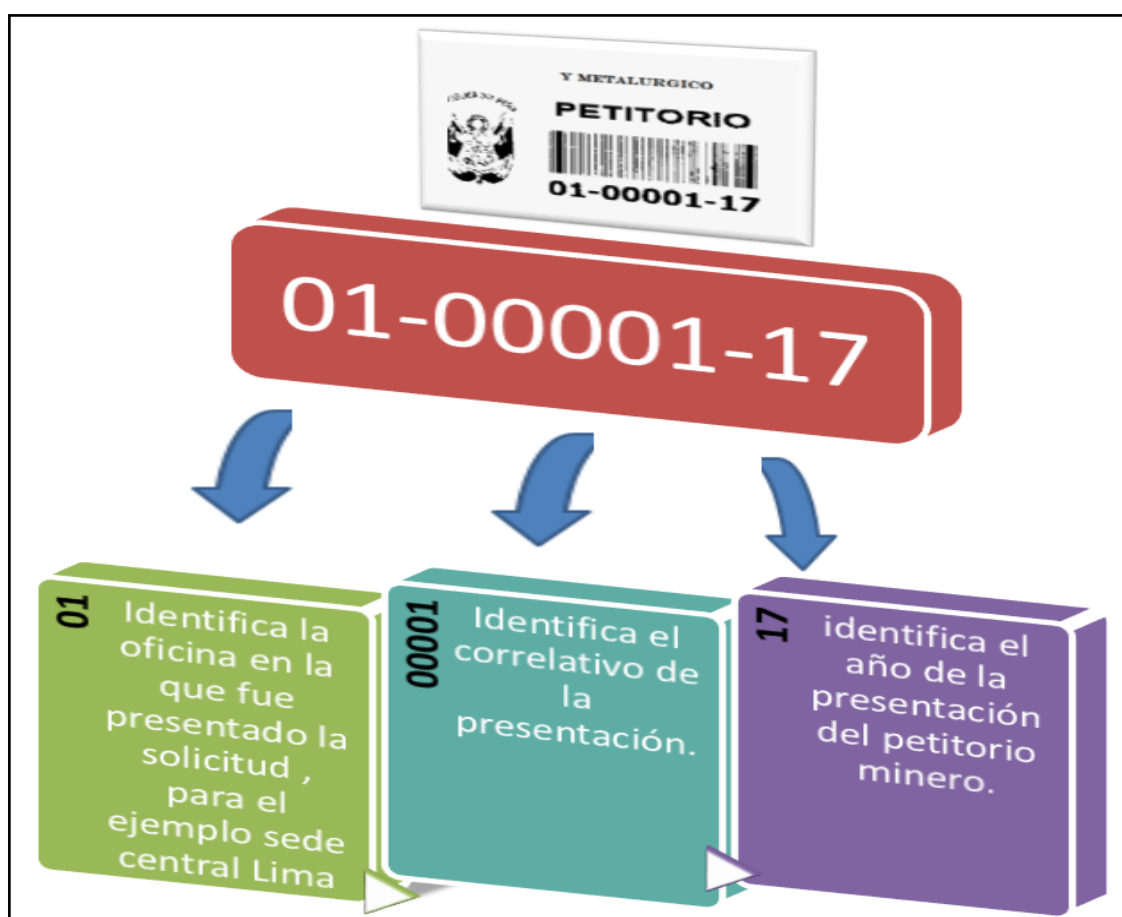 Y METALURGICO
PETITORIO
01-00001-17
01-00001-17
01
Identifica la
oficina en la
que fue
presentado la
solicitud ,
para el
ejemplo sede
central Lima
00001
Identifica el
correlativo de
la
presentación.
17
identifica el
año de la
presentación
del petitorio
minero.